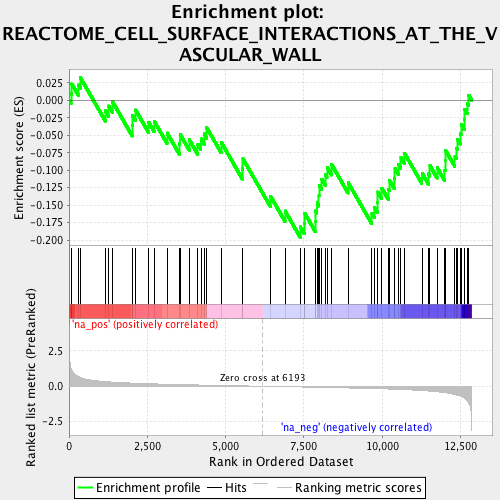 Enrichment plot:
REACTOME_CELL_SURFACE_INTERACTIONS_AT_THE_V
ASCULAR_WALL
Enrichment score (ES)
0.025
0.000
-0.025
-0.050
-0.075
-0.100
-0.125
-0.150
-0.175
-0.200
'na_pos' (positively correlated)
Ranked list metric (PreRanked)
2.5
0.0
-2.5
Zero cross at 6193
'na_neg' (negatively correlated)
0
2,500
5,000
7,500
10,000
12,500
Rank in Ordered Dataset
Enrichment profile
Hits
Ranking metric scores